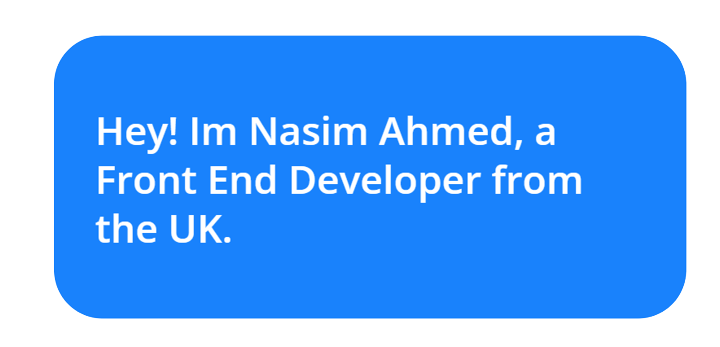 Hey! Im Nasim Ahmed, a
Front End Developer from
the UK.